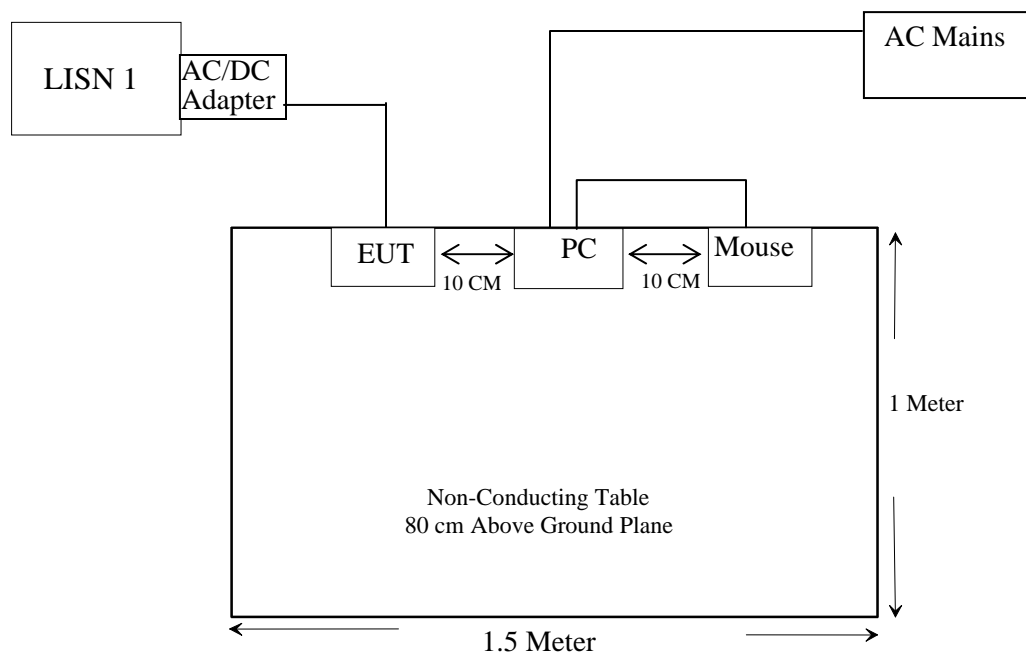 LISN 1
AC/DC
Adapter
AC Mains
EUT
10 CM
PC
10 CM
Mouse
1 Meter
Non-Conducting Table
80 cm Above Ground Plane
1.5 Meter